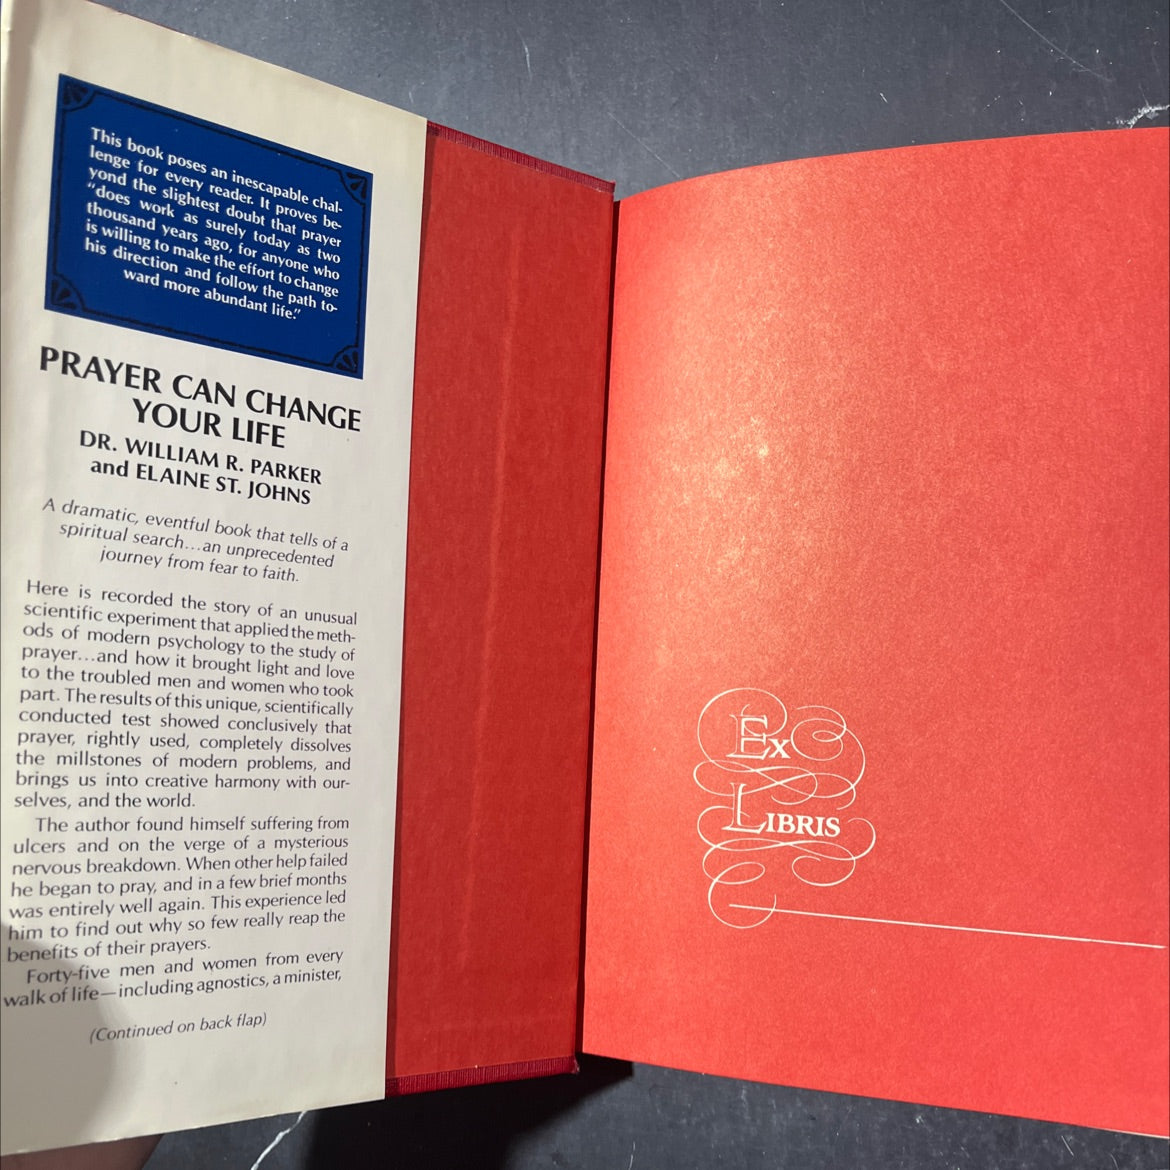 This book poses an inescapable chal-
lenge for every reader. It proves be-
yond the slightest doubt that prayer
“does work as surely today as two
thousand years ago, for anyone who
is willing to make the effort to change
his direction and follow the path to-
ward more abundant life.”
PRAYER CAN CHANGE
YOUR LIFE
DR. WILLIAM R. PARKER
and ELAINE ST. JOHNS
A dramatic, eventful book that tells of a
spiritual search...an unprecedented
journey from fear to faith.
Here is recorded the story of an unusual
scientific experiment that applied the meth-
ods of modern psychology to the study of
prayer...and how it brought light and love
to the troubled men and women who took
part. The results of this unique, scientifically
conducted test showed conclusively that
prayer, rightly used, completely dissolves
the millstones of modern problems, and
brings us into creative harmony with our-
selves, and the world.
The author found himself suffering from
ulcers and on the verge of a mysterious
nervous breakdown. When other help failed
he began to pray, and in a few brief months
was entirely well again. This experience led
him to find out why so few really reap the
benefits of their prayers.
Forty-five men and women from every
walk of life—including agnostics, a minister,
(Continued on back flap)
EX
LIBRIS